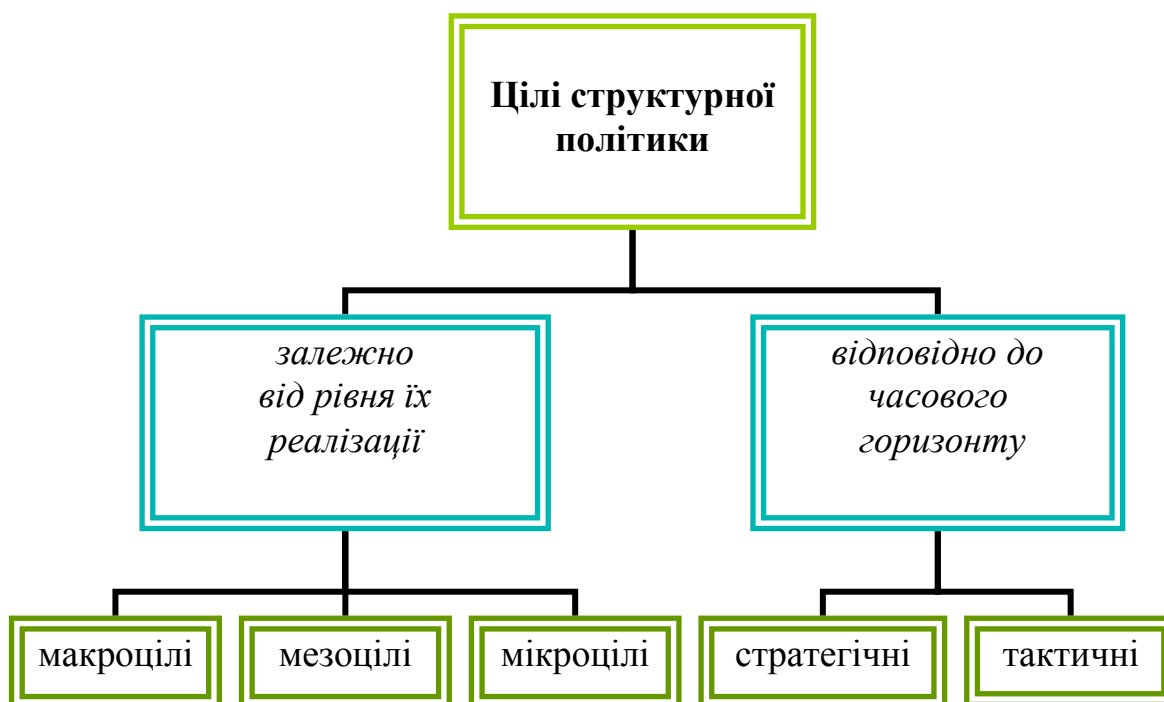 Цілі структурної
політики
залежно
від рівня їх
реалізації
відповідно до
часового
горизонту
макроцілі
мезоцілі
мікроцілі
стратегічні
тактичні